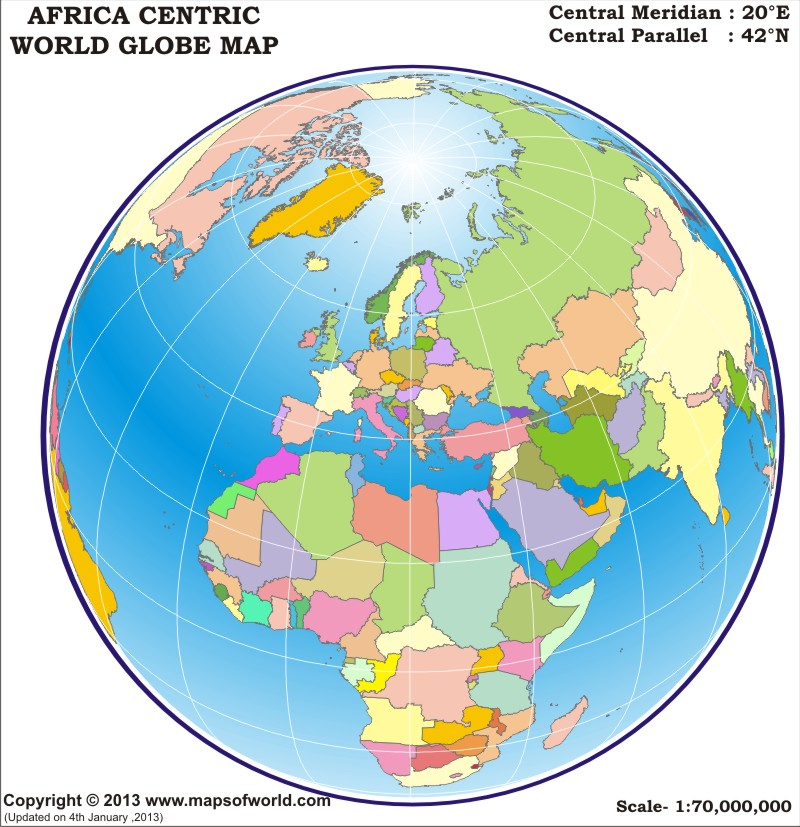 AFRICA CENTRIC
WORLD GLOBE MAP
Central Meridian : 20°E
Central Parallel : 42°N
Copyright © 2013 www.mapsofworld.com
(Updated on 4th January ,2013)
Scale- 1:70,000,000